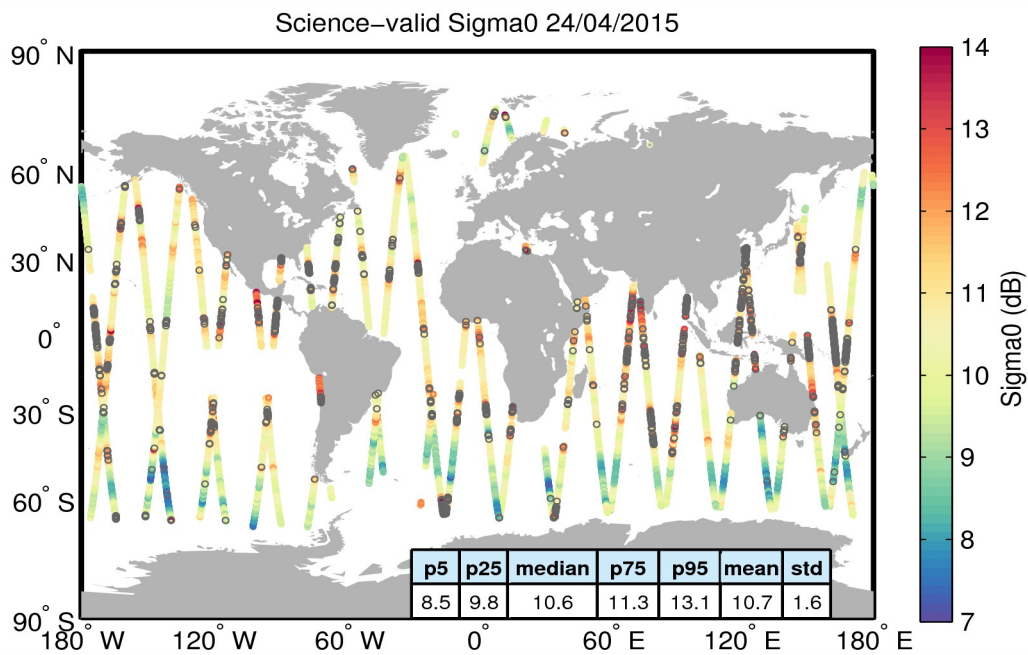 Science−valid Sigma0 24/04/2015
90° N
60° N
30° N
0°
30° S
60° S
90° S
180° W
120° W
60° W
0°
60° E
120° E
180° E
p5 p25 median p75 p95 mean std
8.5 9.8 10.6 11.3 13.1 10.7 1.6
14
13
12
11
10
9
8
7
Sigma0 (dB)